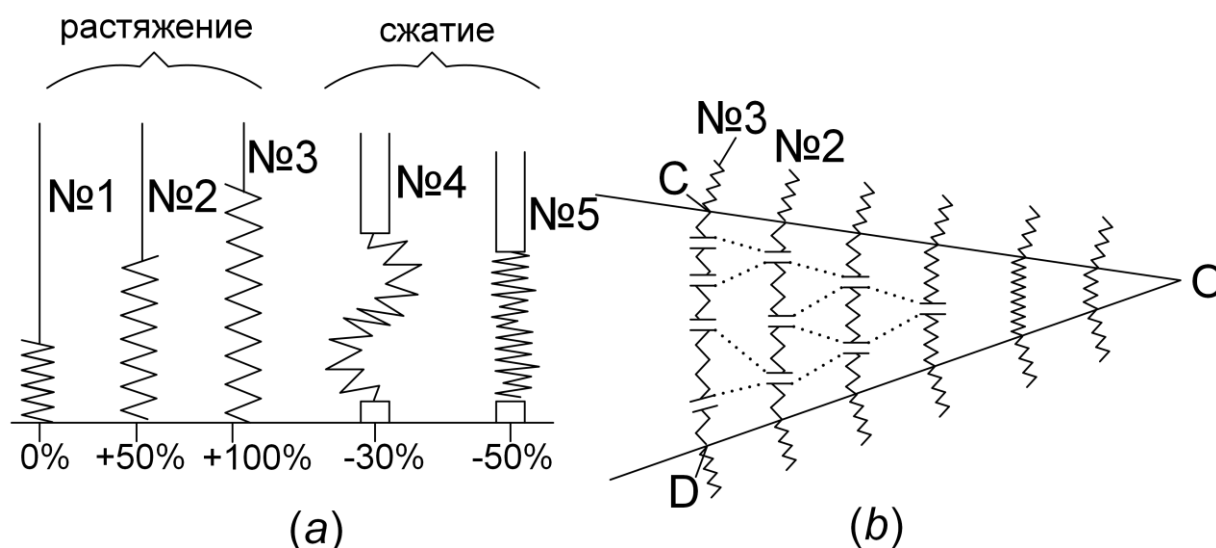 растяжение
сжатие
№1
№2
№3
№4
№5
0%
+50%
+100%
-30%
-50%
(a)
№3
№2
C
O
D
(b)